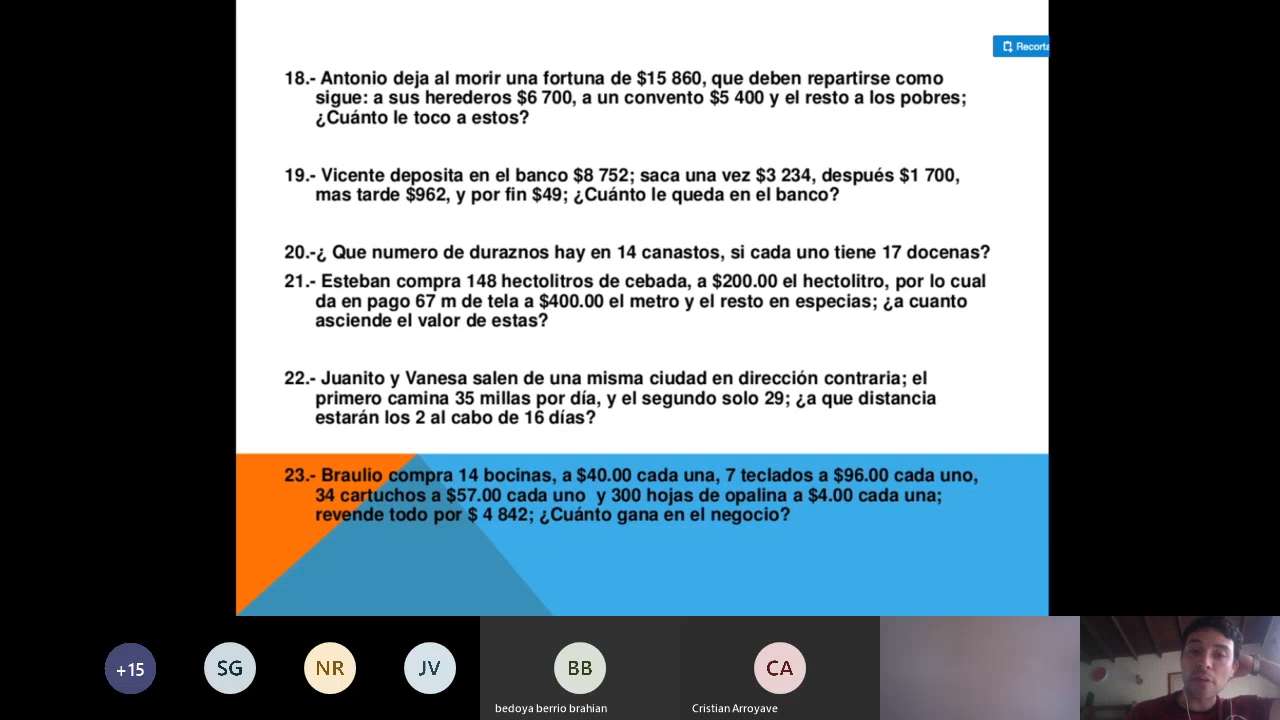 Recorta
18.- Antonio deja al morir una fortuna de $15 860, que deben repartirse como
sigue: a sus herederos $6 700, a un convento $5 400 y el resto a los pobres;
¿Cuánto le toco a estos?
19.- Vicente deposita en el banco $8 752; saca una vez $3 234, después $1 700,
mas tarde $962, y por fin $49; ¿Cuánto le queda en el banco?
20.-¿ Que numero de duraznos hay en 14 canastos, si cada uno tiene 17 docenas?
21.- Esteban compra 148 hectolitros de cebada, a $200.00 el hectolitro, por lo cual
da en pago 67 m de tela a $400.00 el metro y el resto en especias; ¿a cuanto
asciende el valor de estas?
22.- Juanito y Vanesa salen de una misma ciudad en dirección contraria; el
primero camina 35 millas por día, y el segundo solo 29; ¿a que distancia
estarán los 2 al cabo de 16 días?
23.- Braulio compra 14 bocinas, a $40.00 cada una, 7 teclados a $96.00 cada uno,
34 cartuchos a $57.00 cada uno  y 300 hojas de opalina a $4.00 cada una;
revende todo por $ 4 842; ¿Cuánto gana en el negocio?
+15 SG NR JV BB CA
bedoya berrio brahian Cristian Arroyave